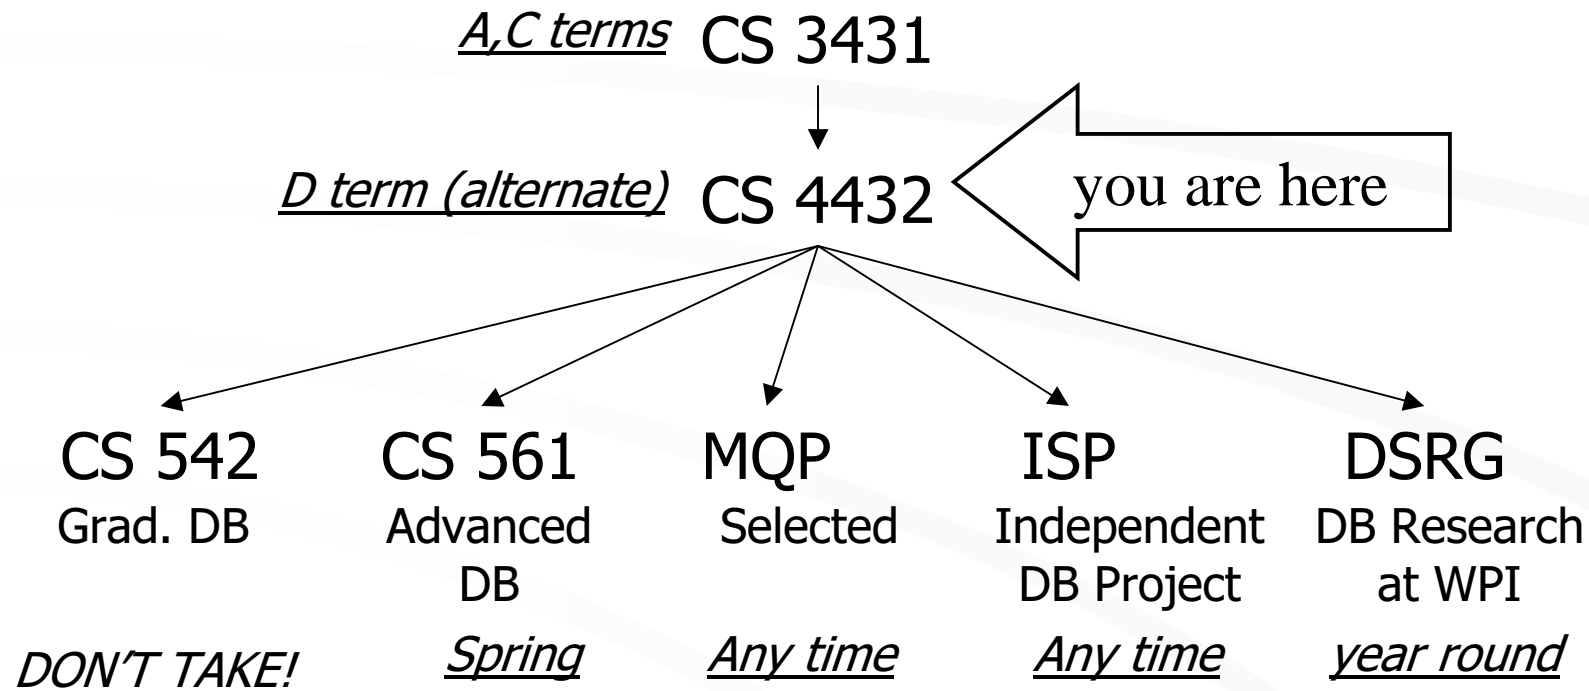 A,C terms CS 3431
D term (alternate) CS 4432
you are here
CS 542
Grad. DB
DON'T TAKE!
CS 561
Advanced
DB
Spring
MQP
Selected
Any time
ISP
Independent
DB Project
Any time
DSRG
DB Research
at WPI
year round